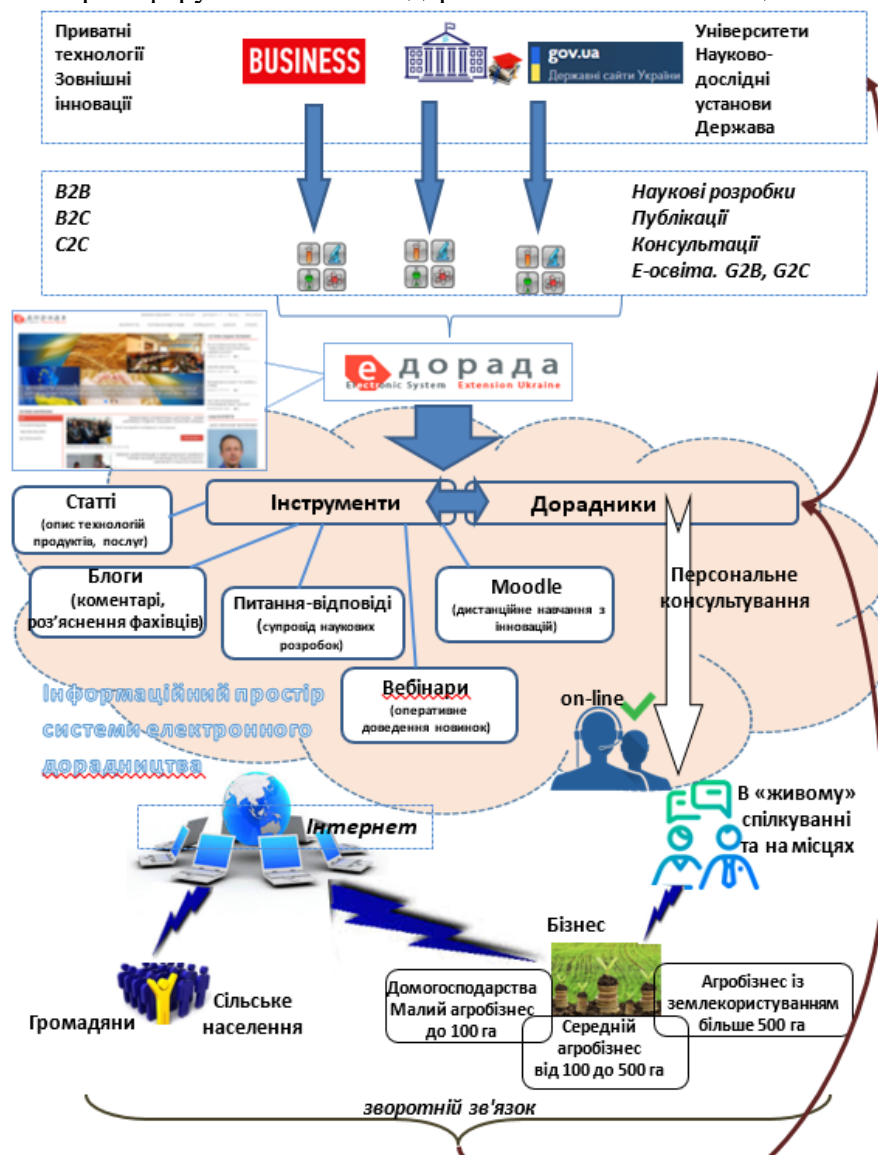 Приватні
технології
Зовнішні
інновації
BUSINESS
gov.ua
Державні сайти України
Університети
Науково-
дослідні
установи
Держава
B2B
B2C
C2C
Наукові розробки
Публікації
Консультації
Е-освіта. G2B, G2C
е дорада
Electronic System Extension Ukraine
Інструменти
Дорадники
Статті
(опис технологій
продуктів, послуг)
Блоги
(коментарі,
роз’яснення фахівців)
Питання-відповіді
(супровід наукових
розробок)
Moodle
(дистанційне навчання з
інновацій)
Вебінари
(оперативне
доведення новинок)
Персональне
консультування
on-line
Інформаційний простір
системи електронного
дорадництва
Інтернет
В «живому»
спілкуванні
та на місцях
Бізнес
Громадяни
Сільське
населення
Домогосподарства
Малий агробізнес
до 100 га
Середній
агробізнес
від 100 до 500 га
Агробізнес із
землекористуванням
більше 500 га
зворотній зв'язок